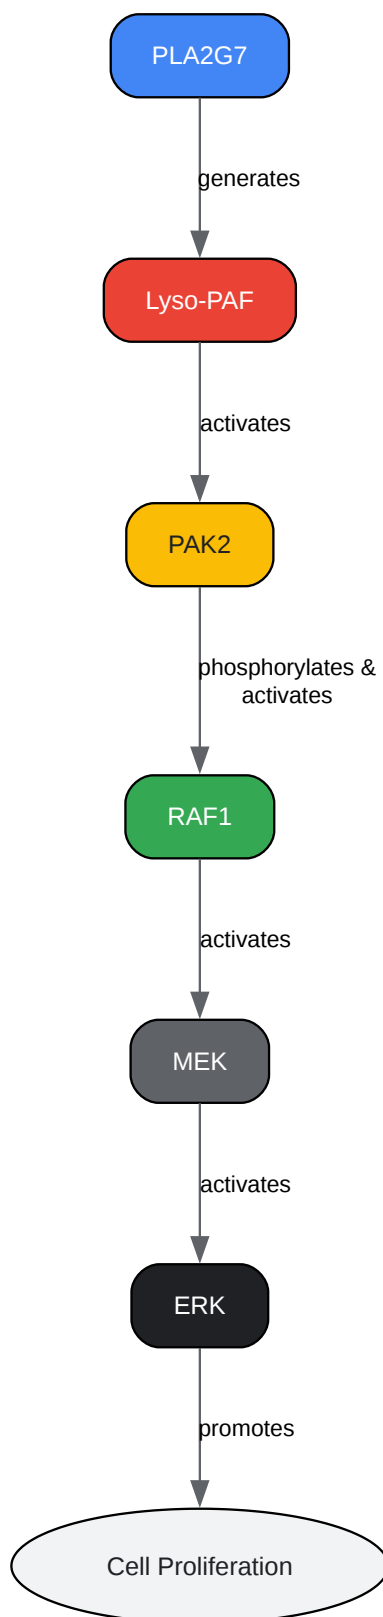 PLA2G7
generates
Lyso-PAF
activates
PAK2
phosphorylates &
activates
RAF1
activates
MEK
activates
ERK
promotes
Cell Proliferation